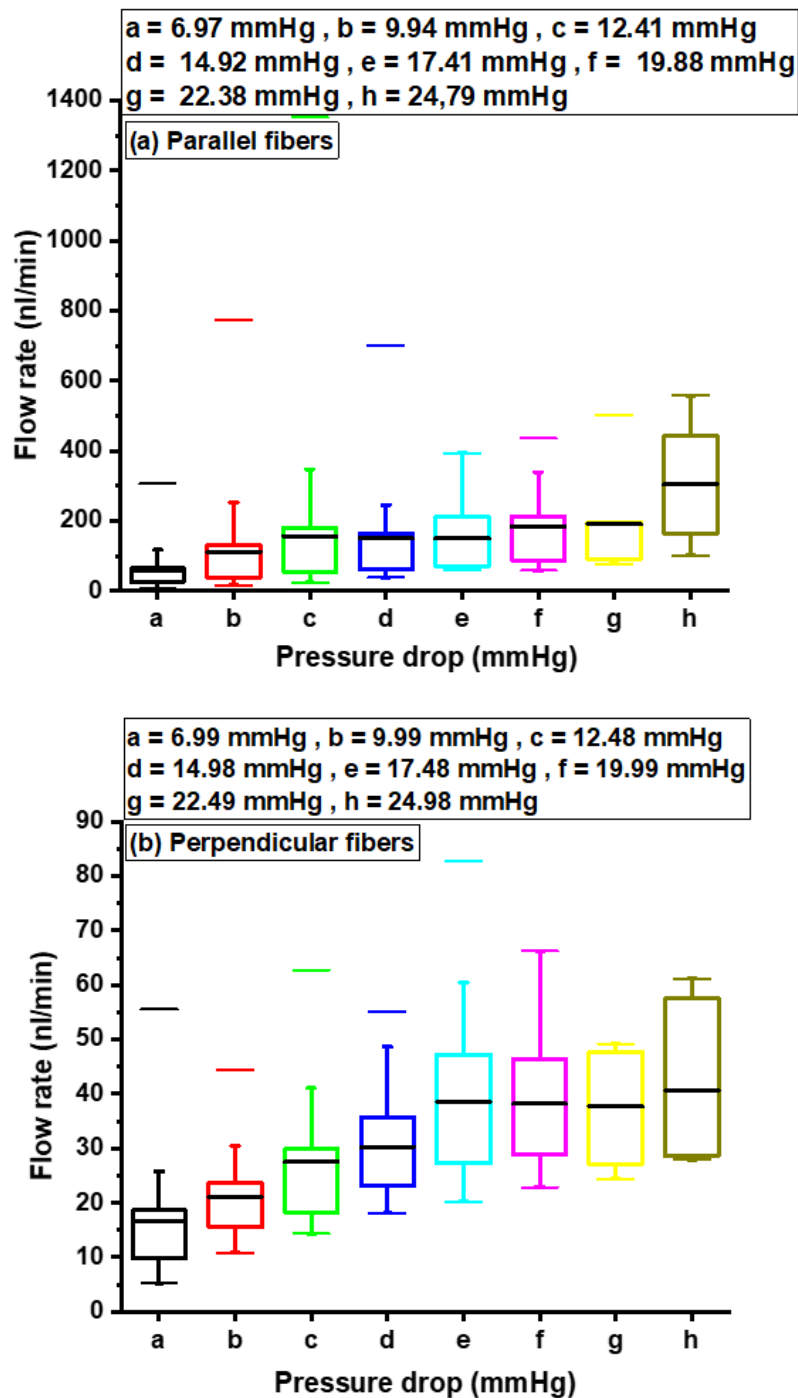 a = 6.97 mmHg , b = 9.94 mmHg , c = 12.41 mmHg
d = 14.92 mmHg , e = 17.41 mmHg , f = 19.88 mmHg
g = 22.38 mmHg , h = 24,79 mmHg
(a) Parallel fibers
1400
1200
1000
800
600
400
200
0
Flow rate (nl/min)
a b c d e f g h
Pressure drop (mmHg)
a = 6.99 mmHg , b = 9.99 mmHg , c = 12.48 mmHg
d = 14.98 mmHg , e = 17.48 mmHg , f = 19.99 mmHg
g = 22.49 mmHg , h = 24.98 mmHg
(b) Perpendicular fibers
90
80
70
60
50
40
30
20
10
0
Flow rate (nl/min)
a b c d e f g h
Pressure drop (mmHg)